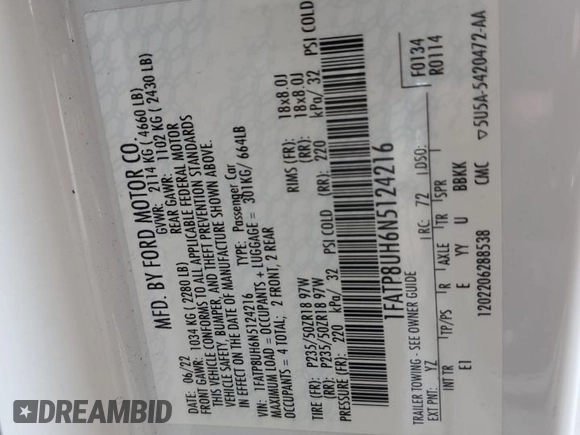 MFD. BY FORD MOTOR CO.
DATE: 06/22 GVWR: 2114 KG (4660 LB)
FRONT GAWR: 1034 KG (2280 LB) REAR GAWR: 1102 KG (2430 LB)
THIS VEHICLE CONFORMS TO ALL APPLICABLE FEDERAL MOTOR
VEHICLE SAFETY, BUMPER, AND THEFT PREVENTION STANDARDS
IN EFFECT ON THE DATE OF MANUFACTURE SHOWN ABOVE.
VIN: 1FATP8UH6N5124216 TYPE: Passenger Car
MAXIMUM LOAD = OCCUPANTS + LUGGAGE = 301KG/ 664LB
OCCUPANTS = 4 TOTAL; 2 FRONT, 2 REAR
TIRE (FR): P235/50ZR18 97W RIMS (FR): 18x8.0J
(RR): P235/50ZR18 97W (RR): 18x8.0J
PRESSURE (FR): 220 kPa/ 32 PSI COLD (RR): 220 kPa/ 32 PSI COLD
1FATP8UH6N5124216
TRAILER TOWING - SEE OWNER GUIDE
EXT PNT: YZ RC: 72 DSO: F0134
R0114
INT TR TP/PS R AXLE TR SPR
EI E YY U BBKK
1202206288538 CMC ▽5U5A-5420472-AA
DREAMBID